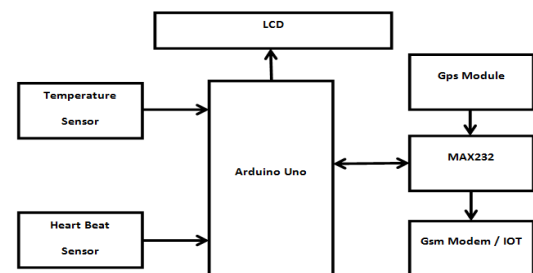 LCD
Temperature
Sensor
Arduino Uno
Gps Module
MAX232
Heart Beat
Sensor
Gsm Modem / IOT